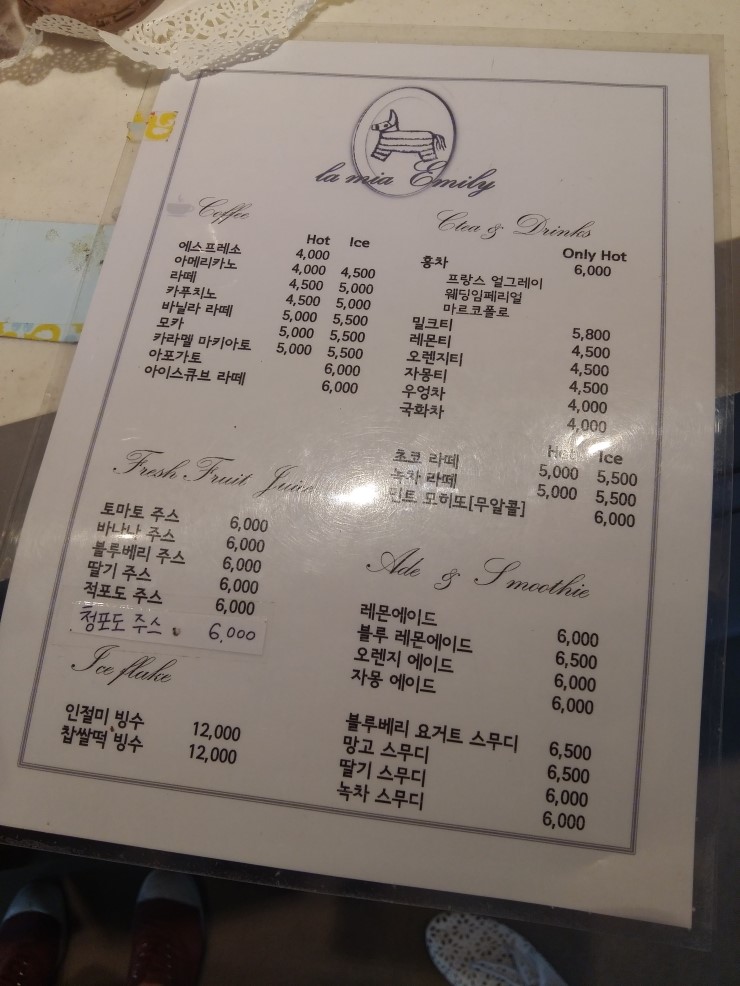 la mia Emily
Coffee
Hot Ice
에스프레소 4,000
아메리카노 4,000 4,500
라떼 4,500 5,000
카푸치노 4,500 5,000
바닐라 라떼 5,000 5,500
모카 5,000 5,500
카라멜 마키아토 5,000 5,500
아포가토 6,000
아이스큐브 라떼 6,000
Tea & Drinks
Only Hot
홍차 6,000
프랑스 얼그레이
웨딩임페리얼
마르코폴로
밀크티 5,800
레몬티 4,500
오렌지티 4,500
자몽티 4,500
우엉차 4,000
국화차 4,000
Ice
초코 라떼 5,000 5,500
녹차 라떼 5,000 5,500
민트 모히또[무알콜] 6,000
Fresh Fruit Juice
토마토 주스 6,000
바나나 주스 6,000
불루베리 주스 6,000
딸기 주스 6,000
적포도 주스 6,000
청포도 주스 6,000
Ice flake
인절미 빙수 12,000
찹쌀떡 빙수 12,000
Ade & Smoothie
레몬에이드 6,000
블루 레몬에이드 6,500
오렌지 에이드 6,000
자몽 에이드 6,000
불루베리 요거트 스무디 6,500
망고 스무디 6,500
딸기 스무디 6,000
녹차 스무디 6,000